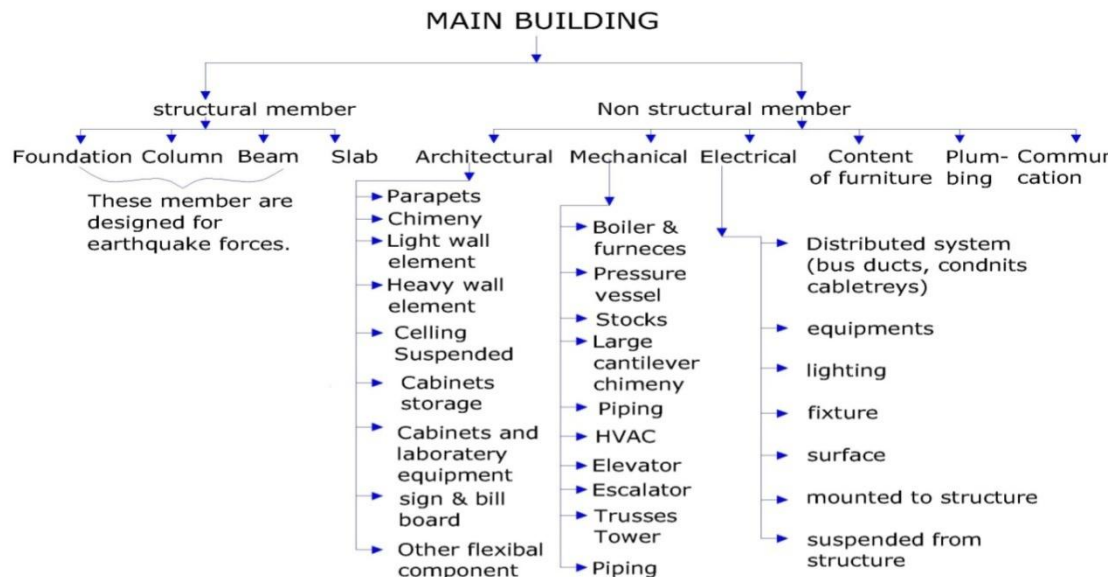 MAIN BUILDING
structural member
Non structural member
Foundation
Column
Beam
Slab
Architectural
Mechanical
Electrical
Content
of furniture
Plum-
bing
Commur
cation
These member are
designed for
earthquake forces.
Parapets
Chimeny
Light wall
element
Heavy wall
element
Celling
Suspended
Cabinets
storage
Cabinets and
laboratery
equipment
sign & bill
board
Other flexibal
component
Boiler &
furneces
Pressure
vessel
Stocks
Large
cantilever
chimeny
Piping
HVAC
Elevator
Escalator
Trusses
Tower
Piping
Distributed system
(bus ducts, condnits
cabletreys)
equipments
lighting
fixture
surface
mounted to structure
suspended from
structure